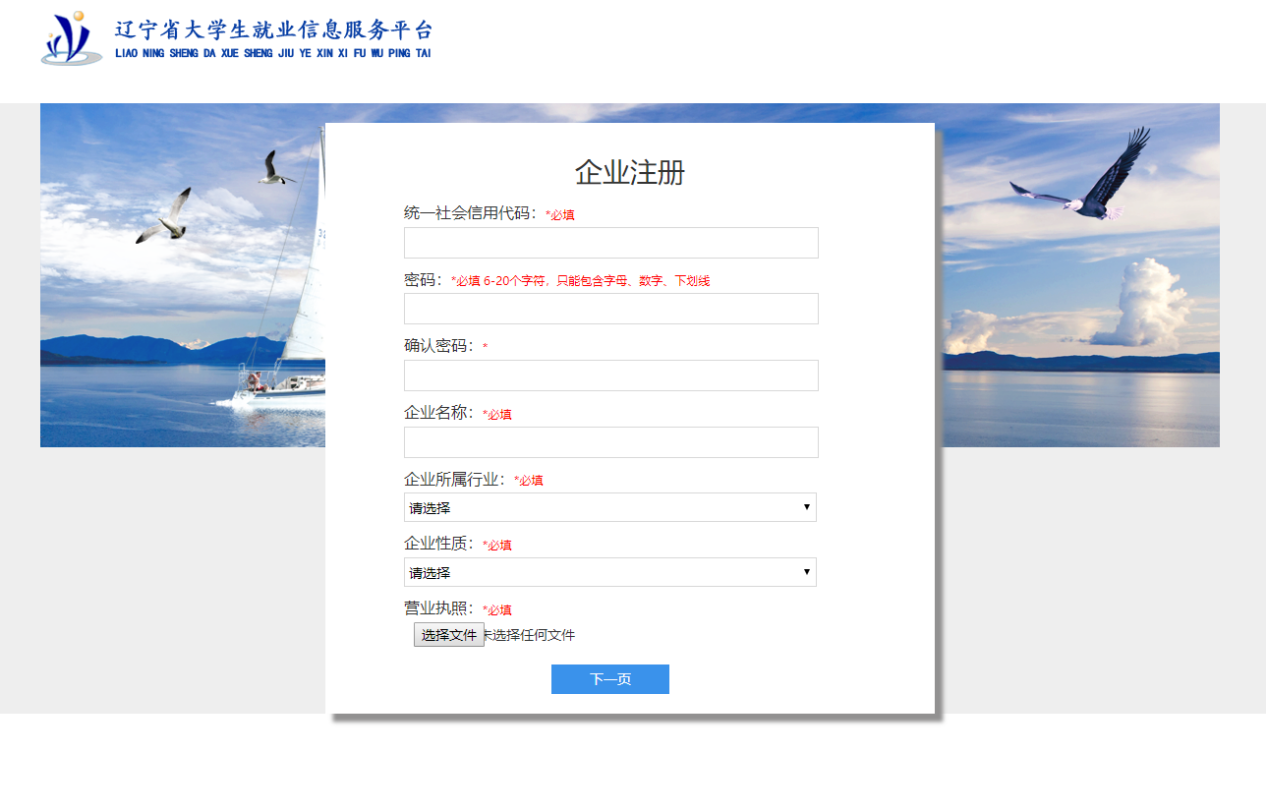 辽宁省大学生就业信息服务平台
LIAO NING SHENG DA XUE SHENG JIU YE XIN XI FU WU PING TAI
企业注册
统一社会信用代码：*必填
密码：*必填 6-20个字符，只能包含字母、数字、下划线
确认密码：*
企业名称：*必填
企业所属行业：*必填
请选择
企业性质：*必填
请选择
营业执照：*必填
选择文件 未选择任何文件
下一页